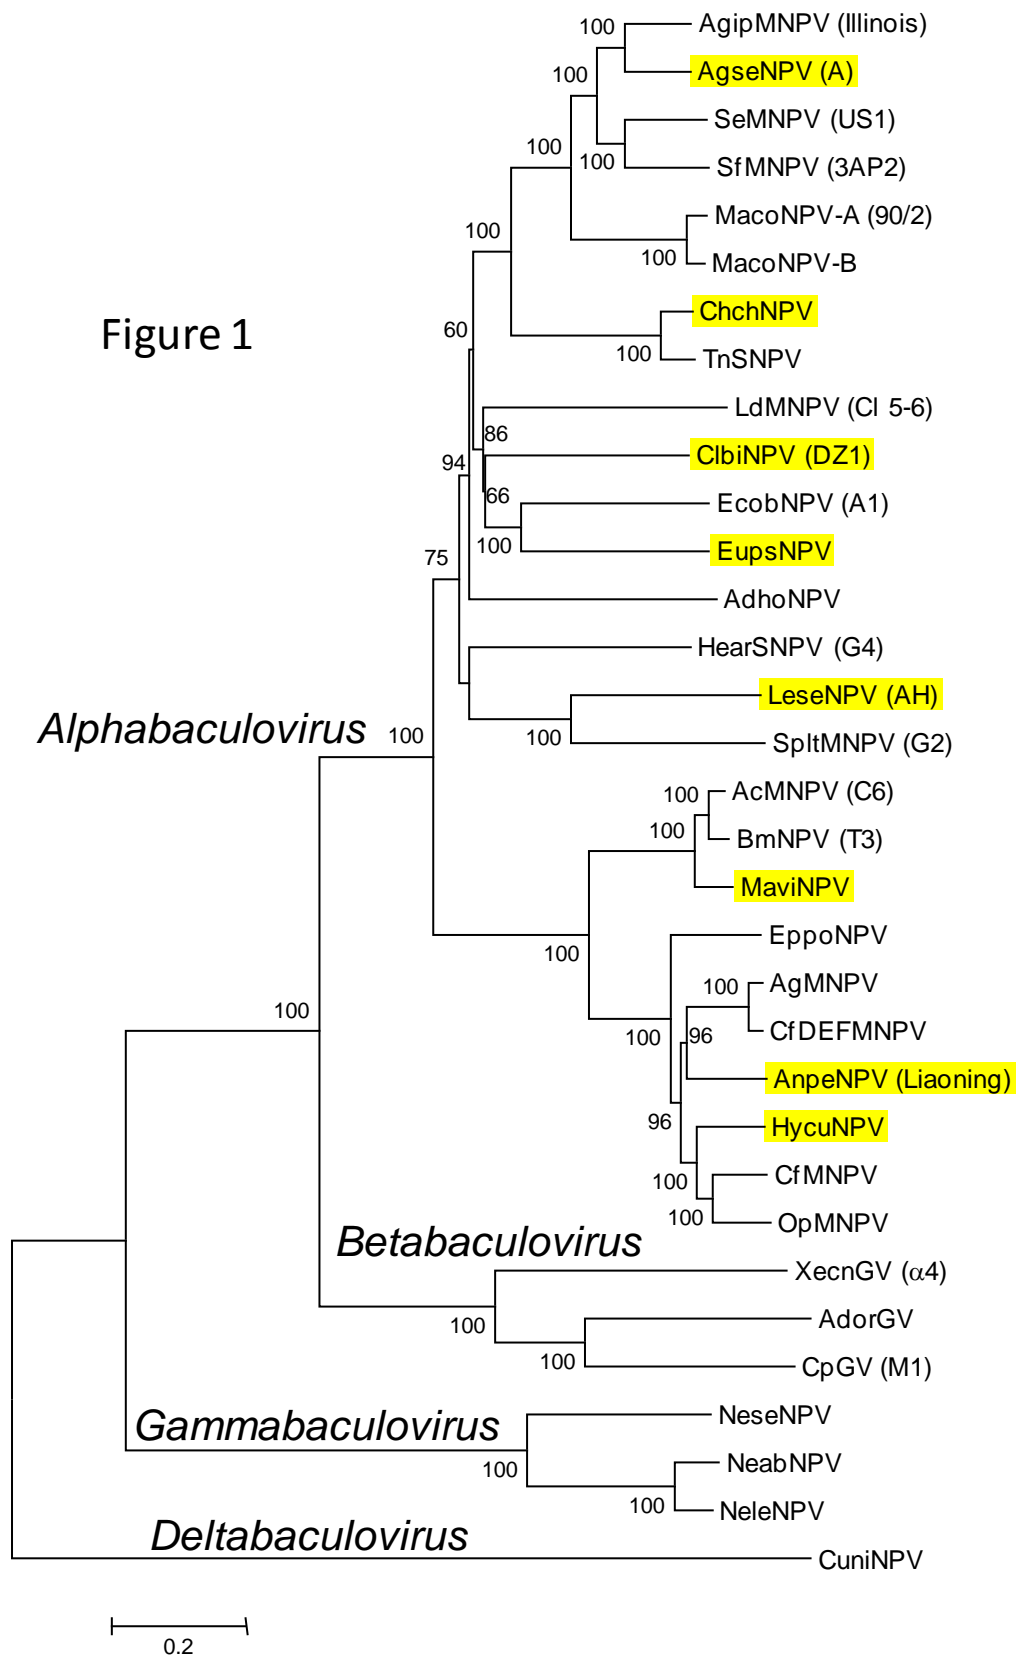 100
AgipMNPV (Illinois)
100
AgseNPV (A)
100
SeMNPV (US1)
100
SfMNPV (3AP2)
100
MacoNPV-A (90/2)
100
MacoNPV-B
Figure 1
60
ChchNPV
100
TnSNPV
LdMNPV (Cl 5-6)
86
94
ClbiNPV (DZ1)
66
EcobNPV (A1)
100
EupsNPV
75
AdhoNPV
HearSNPV (G4)
LeseNPV (AH)
Alphabaculovirus
100
100
SpltMNPV (G2)
100
AcMNPV (C6)
100
BmNPV (T3)
MaviNPV
100
EppoNPV
100
AgMNPV
100
100
96
CfDEFMNPV
AnpeNPV (Liaoning)
96
HycuNPV
100
CfMNPV
100
OpMNPV
Betabaculovirus
XecnGV (α4)
100
AdorGV
100
CpGV (M1)
Gammabaculovirus
NeseNPV
100
NeabNPV
100
NeleNPV
Deltabaculovirus
CuniNPV
0.2